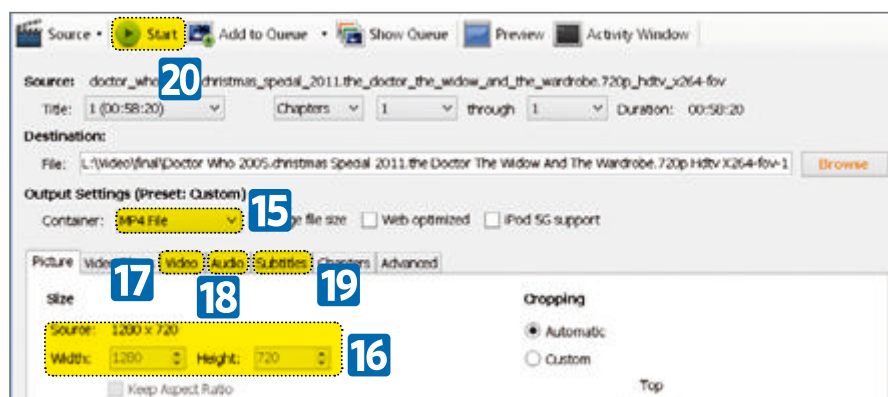 Source • Start Add to Queue • Show Queue Preview Activity Window
20
Source: doctor_who christmas_special_2011.the_doctor_the_widow_and_the_wardrobe.720p_hdtv_x264-fov
Title: 1 (00:58:20) Chapters 1 through 1 Duration: 00:58:20
Destination:
File: L:\Video\final\Doctor Who 2005.christmas Special 2011.the Doctor The Widow And The Wardrobe.720p Hdtv X264-fov-1 Browse
Output Settings (Preset: Custom)
Container: MP4 File 15 file size Web optimized iPod 5G support
Picture Video Audio Subtitles Chapters Advanced
17 18 19
Size Cropping
Source: 1280 x 720 Automatic
Width: 1280 Height: 720 16 Custom
Keep Aspect Ratio Top